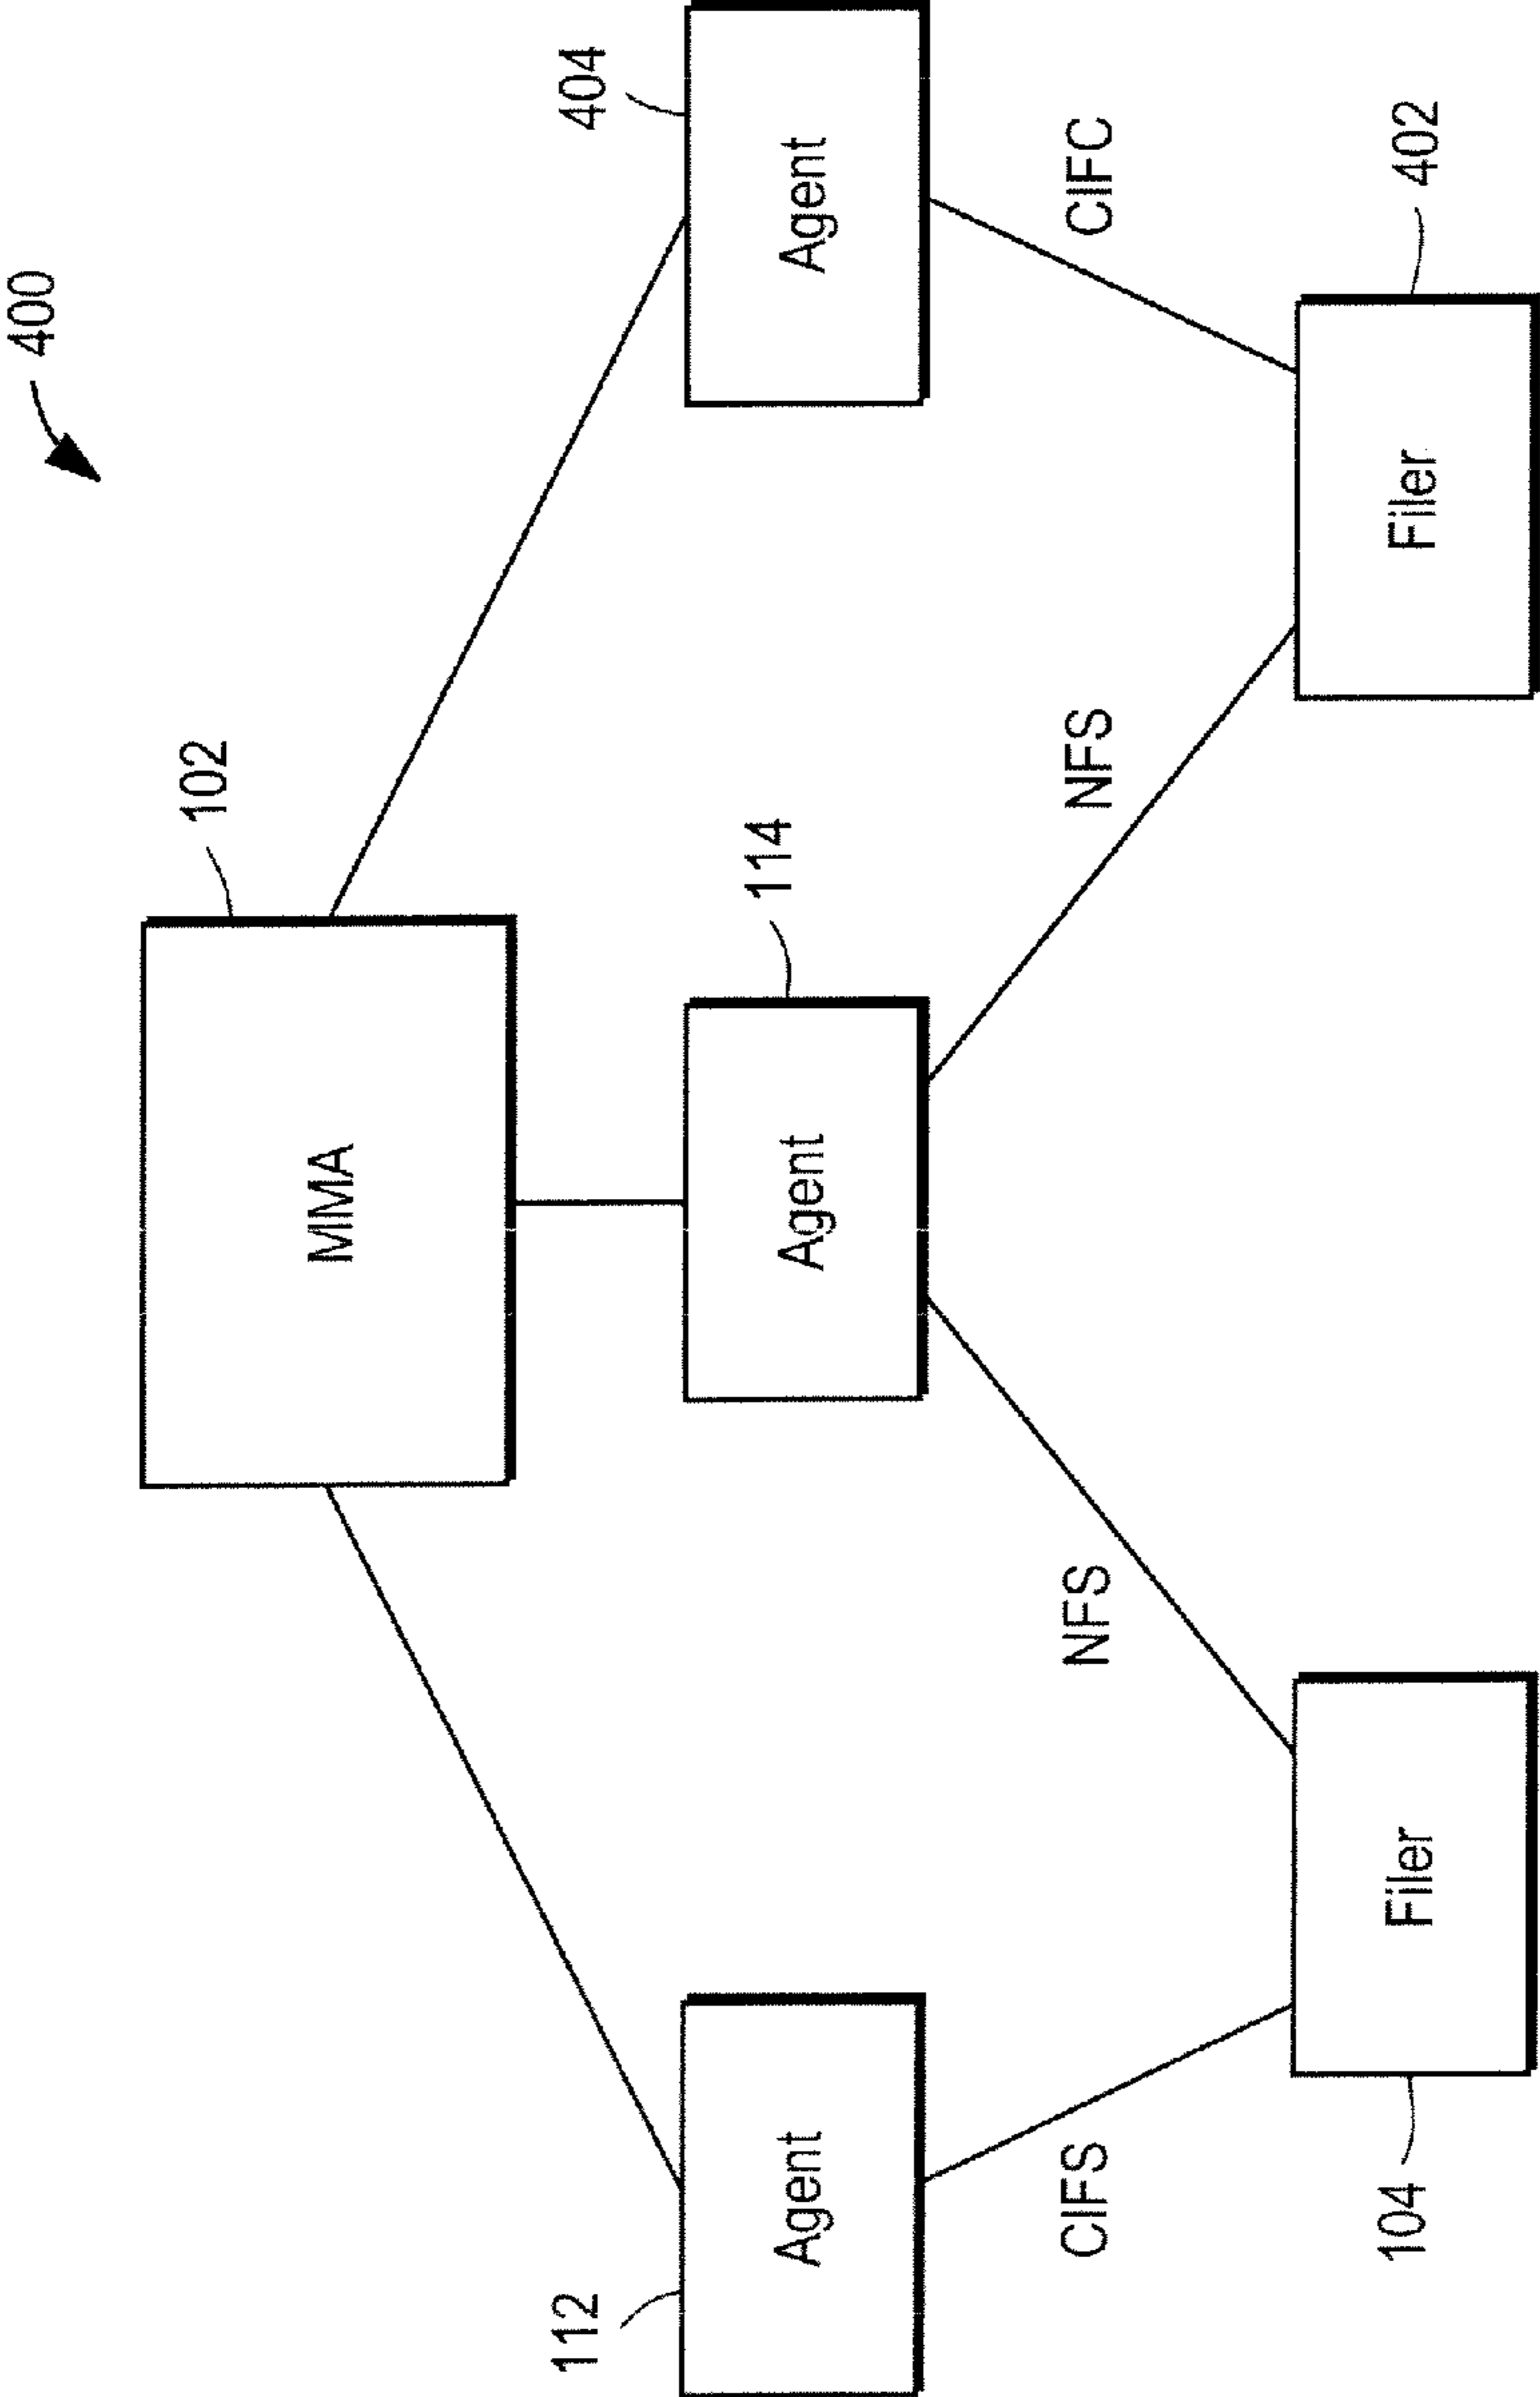 400
102
MMA
112
Agent
114
Agent
404
Agent
CIFS
NFS
NFS
CIFC
104
Filer
Filer
402